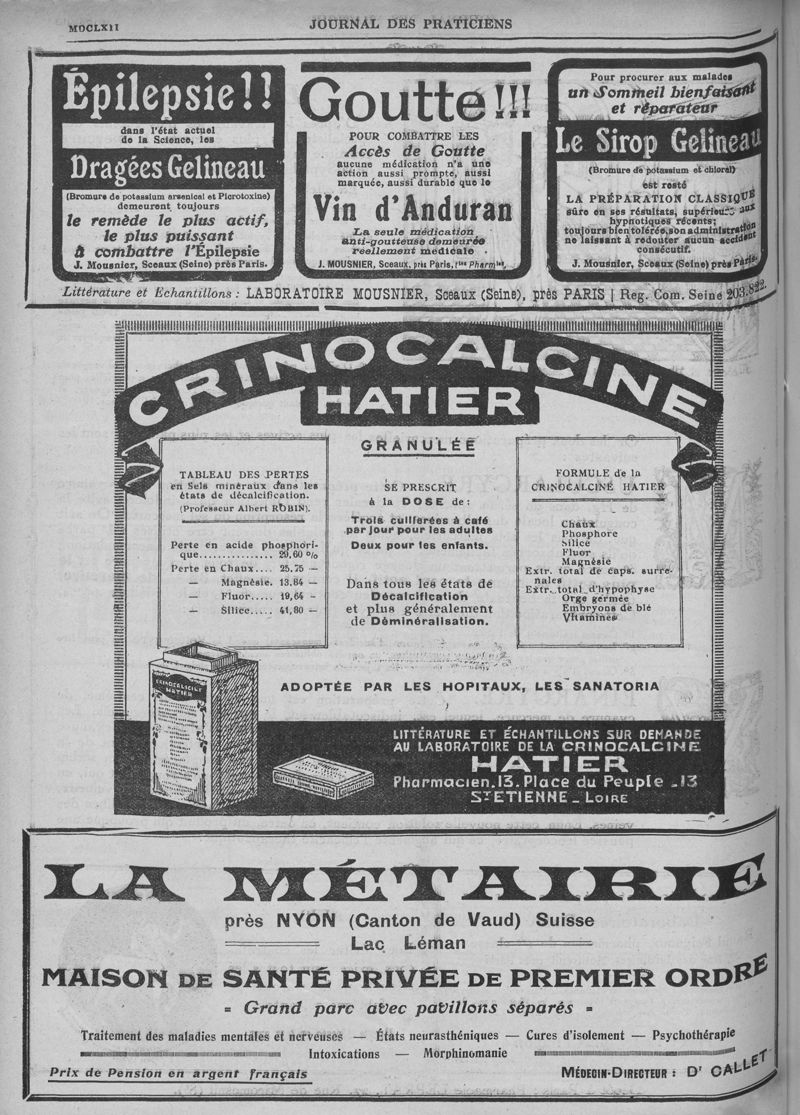 MDCLXII
JOURNAL DES PRATICIENS
Épilepsie!!
dans l'état actuel
de la Science, les
Dragées Gelineau
(Bromure de potassium arsenical et Picrotoxine)
demeurent toujours
le remède le plus actif,
le plus puissant
à combattre l'Épilepsie
J. Mousnier, Sceaux (Seine) près Paris.
Goutte!!!
POUR COMBATTRE LES
Accès de Goutte
aucune médication n'a une
action aussi prompte, aussi
marquée, aussi durable que le
Vin d'Anduran
La seule médication
anti-goutteuse demeurée
réellement médicale.
J. MOUSNIER, Sceaux, près Paris,
Pour procurer aux malades
un Sommeil bienfaisant
et réparateur
Le Sirop Gelineau
(Bromure de potassium et chloral)
est resté
LA PRÉPARATION CLASSIQUE
sûre en ses résultats, supérieure aux
hypnotiques récents;
toujours bien tolérée, son administration
ne laissant à redouter aucun accident
consécutif.
J. Mousnier, Sceaux (Seine) près Paris.
Littérature et Echantillons : LABORATOIRE MOUSNIER, Sceaux (Seine), près PARIS | Reg. Com. Seine 203.822.
CRINOCALCINE
HATIER
GRANULÉE
TABLEAU DES PERTES
en Sels minéraux dans les
états de décalcification.
(Professeur Albert ROBIN).
Perte en acide phosphori-
que................ 29,60 %
Perte en Chaux.... 25,75 —
— Magnésie. 13,84 —
— Fluor..... 19,64 —
— Silice..... 41,80 —
SE PRESCRIT
à la DOSE de :
Trois cuillerées à café
par jour pour les adultes
Deux pour les enfants.
Dans tous les états de
Décalcification
et plus généralement
de Déminéralisation.
FORMULE de la
CRINOCALCINE HATIER
Chaux
Phosphore
Silice
Fluor
Magnésie
Extr. total de caps. surré-
nales
Extr. total d'hypophyse
Orge germée
Embryons de blé
Vitamines
ADOPTÉE PAR LES HOPITAUX, LES SANATORIA
CRINOCALCINE
HATIER
LITTÉRATURE ET ÉCHANTILLONS SUR DEMANDE
AU LABORATOIRE DE LA CRINOCALCINE
HATIER
Pharmacien. 13. Place du Peuple - 13
ST ETIENNE - LOIRE
LA MÉTAIRIE
près NYON (Canton de Vaud) Suisse
Lac Léman
MAISON DE SANTÉ PRIVÉE DE PREMIER ORDRE
= Grand parc avec pavillons séparés =
Traitement des maladies mentales et nerveuses — États neurasthéniques — Cures d'isolement — Psychothérapie
Intoxications — Morphinomanie
Prix de Pension en argent français
MÉDECIN-DIRECTEUR : Dr CALLET